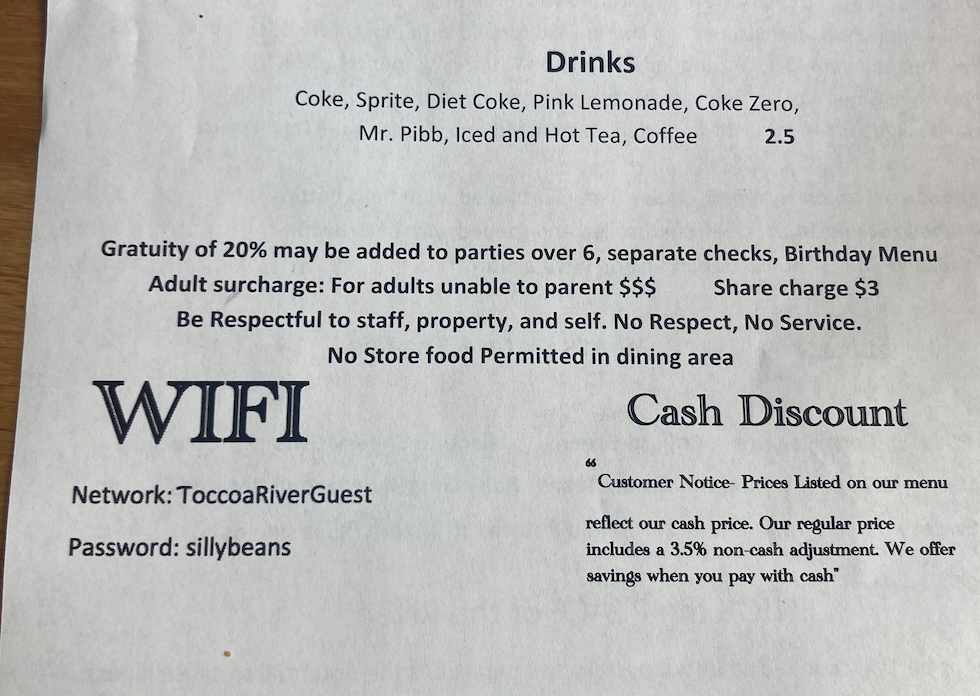 Drinks
Coke, Sprite, Diet Coke, Pink Lemonade, Coke Zero,
Mr. Pibb, Iced and Hot Tea, Coffee 2.5
Gratuity of 20% may be added to parties over 6, separate checks, Birthday Menu
Adult surcharge: For adults unable to parent $$$ Share charge $3
Be Respectful to staff, property, and self. No Respect, No Service.
No Store food Permitted in dining area
WIFI
Network: ToccoaRiverGuest
Password: sillybeans
Cash Discount
“Customer Notice- Prices Listed on our menu
reflect our cash price. Our regular price
includes a 3.5% non-cash adjustment. We offer
savings when you pay with cash”